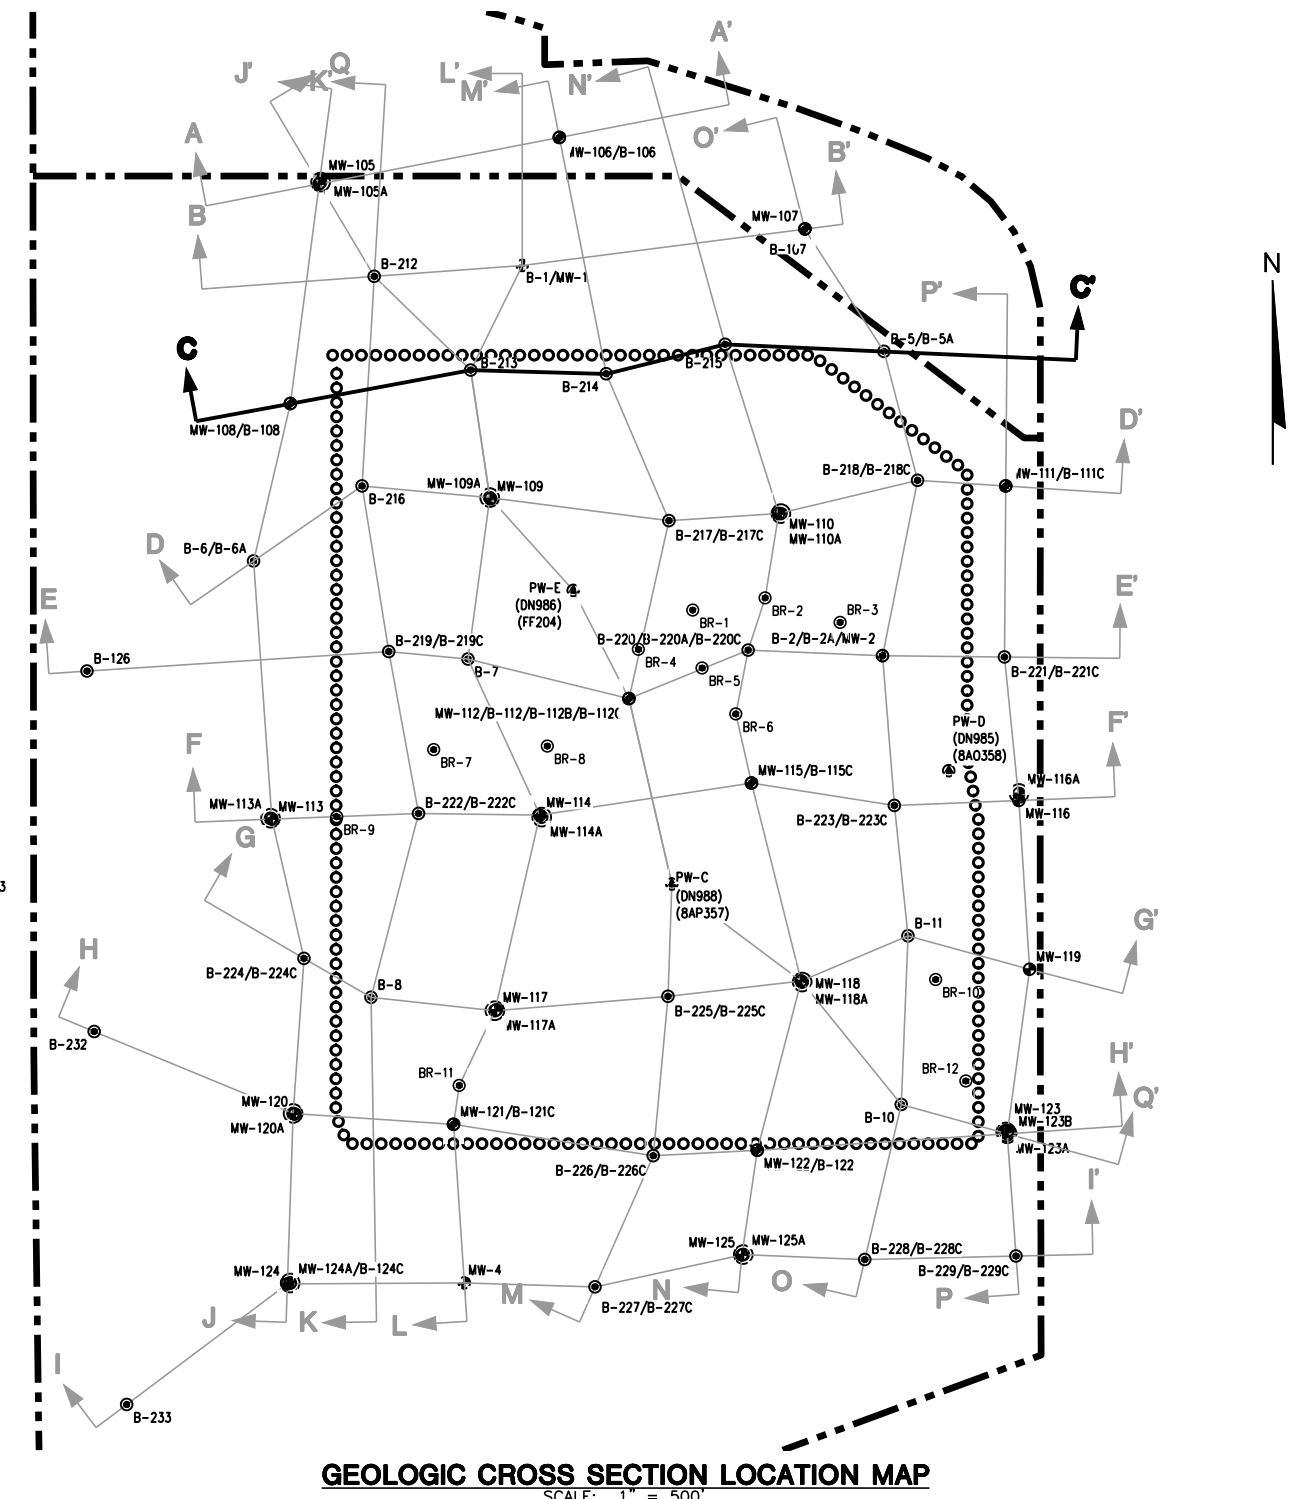 A'
J'
K'
Q
L'
M'
N'
A
O'
B'
MW-106/B-106
MW-105
MW-105A
B
MW-107
B-107
N
B-212
B-1/MW-1
P'
C'
C
B-5/B-5A
B-213
B-214
B-215
MW-108/B-108
D'
B-218/B-218C
MW-111/B-111C
MW-109A
MW-109
B-216
MW-110
MW-110A
B-217/B-217C
D
B-6/B-6A
E
E'
PW-E
(DN986)
(FF204)
BR-1
BR-2
BR-3
B-219/B-219C
B-220/B-220A/B-220C
B-2/B-2A/MW-2
B-126
B-7
BR-4
BR-5
B-221/B-221C
MW-112/B-112/B-112B/B-112C
BR-6
PW-D
(DN985)
(8A0358)
F
F'
BR-7
BR-8
MW-115/B-115C
MW-116A
MW-116
MW-113A
MW-113
B-222/B-222C
MW-114
MW-114A
B-223/B-223C
BR-9
G
3
PW-C
(DN988)
(8AP357)
B-11
G'
H
MW-119
B-224/B-224C
B-8
MW-118
MW-118A
BR-10
MW-117
MW-117A
B-225/B-225C
B-232
H'
BR-11
BR-12
Q'
MW-120
MW-120A
MW-121/B-121C
B-10
MW-123
MW-123B
MW-123A
B-226/B-226C
MW-122/B-122
I'
MW-125
MW-125A
B-228/B-228C
B-229/B-229C
MW-124
MW-124A/B-124C
MW-4
M
N
O
P
B-227/B-227C
J
K
L
I
B-233
GEOLOGIC CROSS SECTION LOCATION MAP
SCALE: 1" = 500'